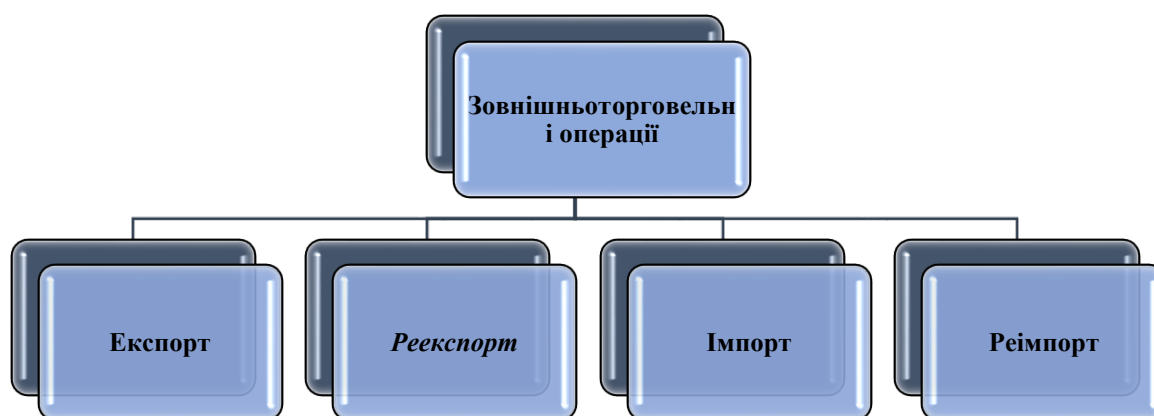 Зовнішньоторговельн
і операції
Експорт
Реекспорт
Імпорт
Реімпорт